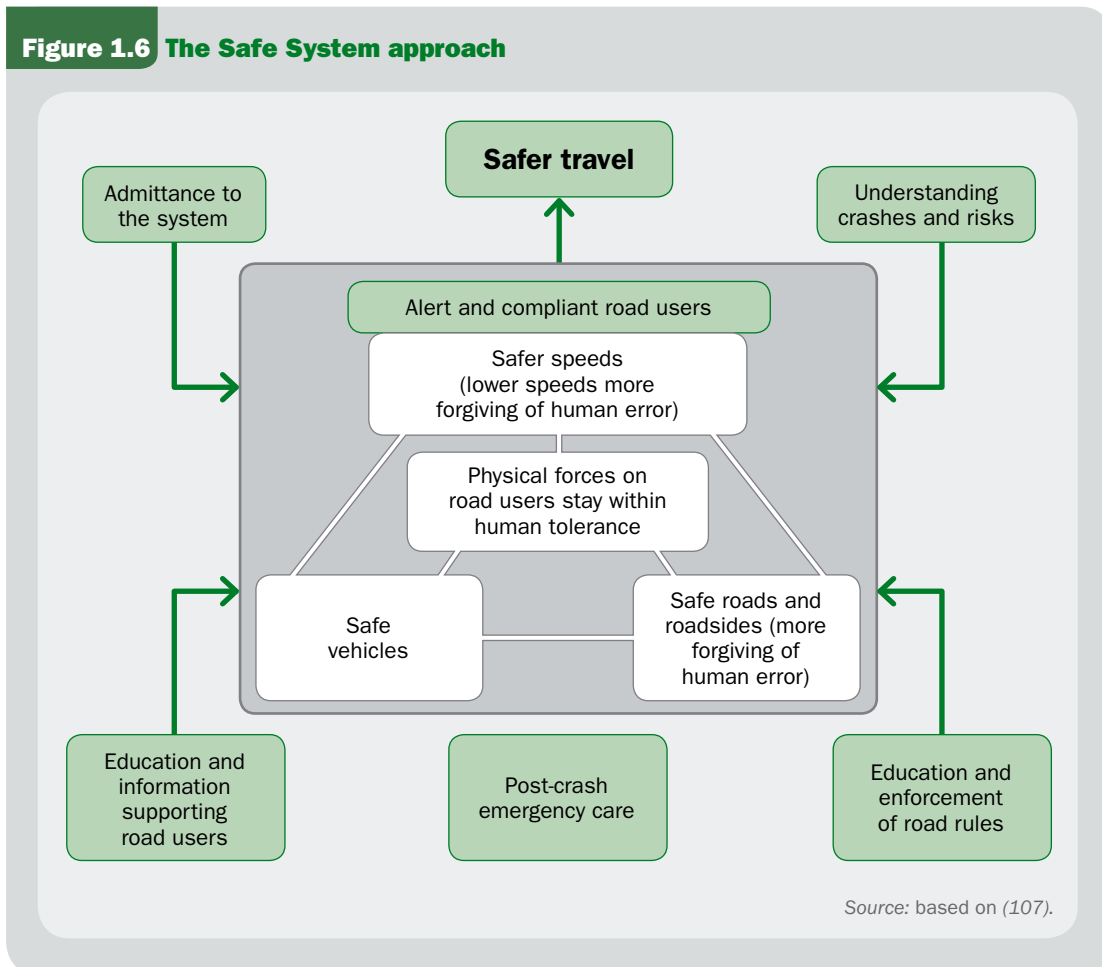 Figure 1.6 The Safe System approach
Safer travel
Admittance to
the system
Understanding
crashes and risks
Alert and compliant road users
Safer speeds
(lower speeds more
forgiving of human error)
Physical forces on
road users stay within
human tolerance
Safe
vehicles
Safe roads and
roadsides (more
forgiving of
human error)
Education and
information
supporting
road users
Post-crash
emergency care
Education and
enforcement
of road rules
Source: based on (107).